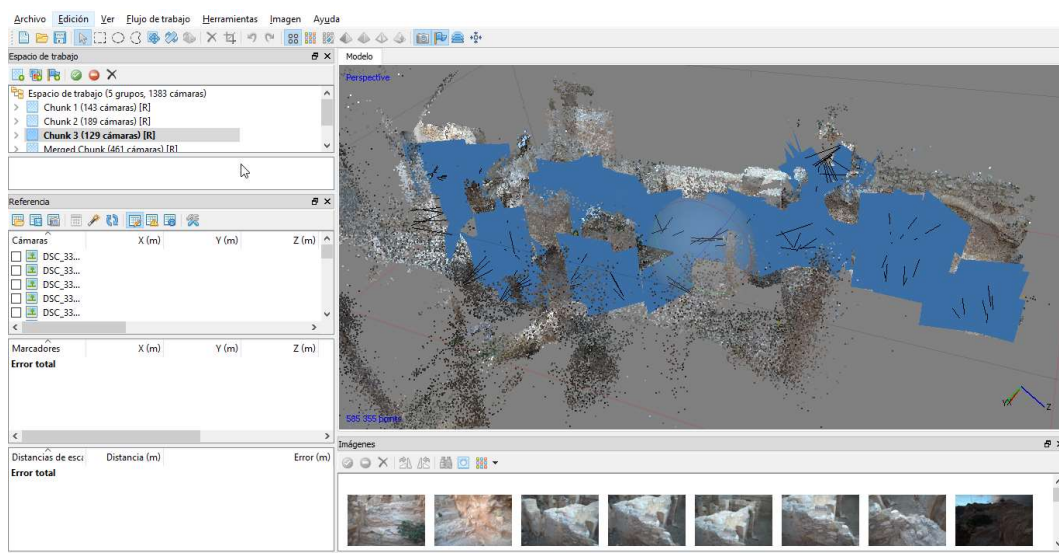 Archivo Edición Ver Flujo de trabajo Herramientas Imagen Ayuda
Espacio de trabajo
Espacio de trabajo (5 grupos, 1383 cámaras)
Chunk 1 (143 cámaras) [R]
Chunk 2 (189 cámaras) [R]
Chunk 3 (129 cámaras) [R]
Merged Chunk (461 cámaras) [R]
Referencia
Cámaras X (m) Y (m) Z (m)
DSC_33...
DSC_33...
DSC_33...
DSC_33...
DSC_33...
Marcadores X (m) Y (m) Z (m)
Error total
Distancias de esca Distancia (m) Error (m)
Error total
Modelo
Perspective
585 355 points
Y X Z
Imágenes